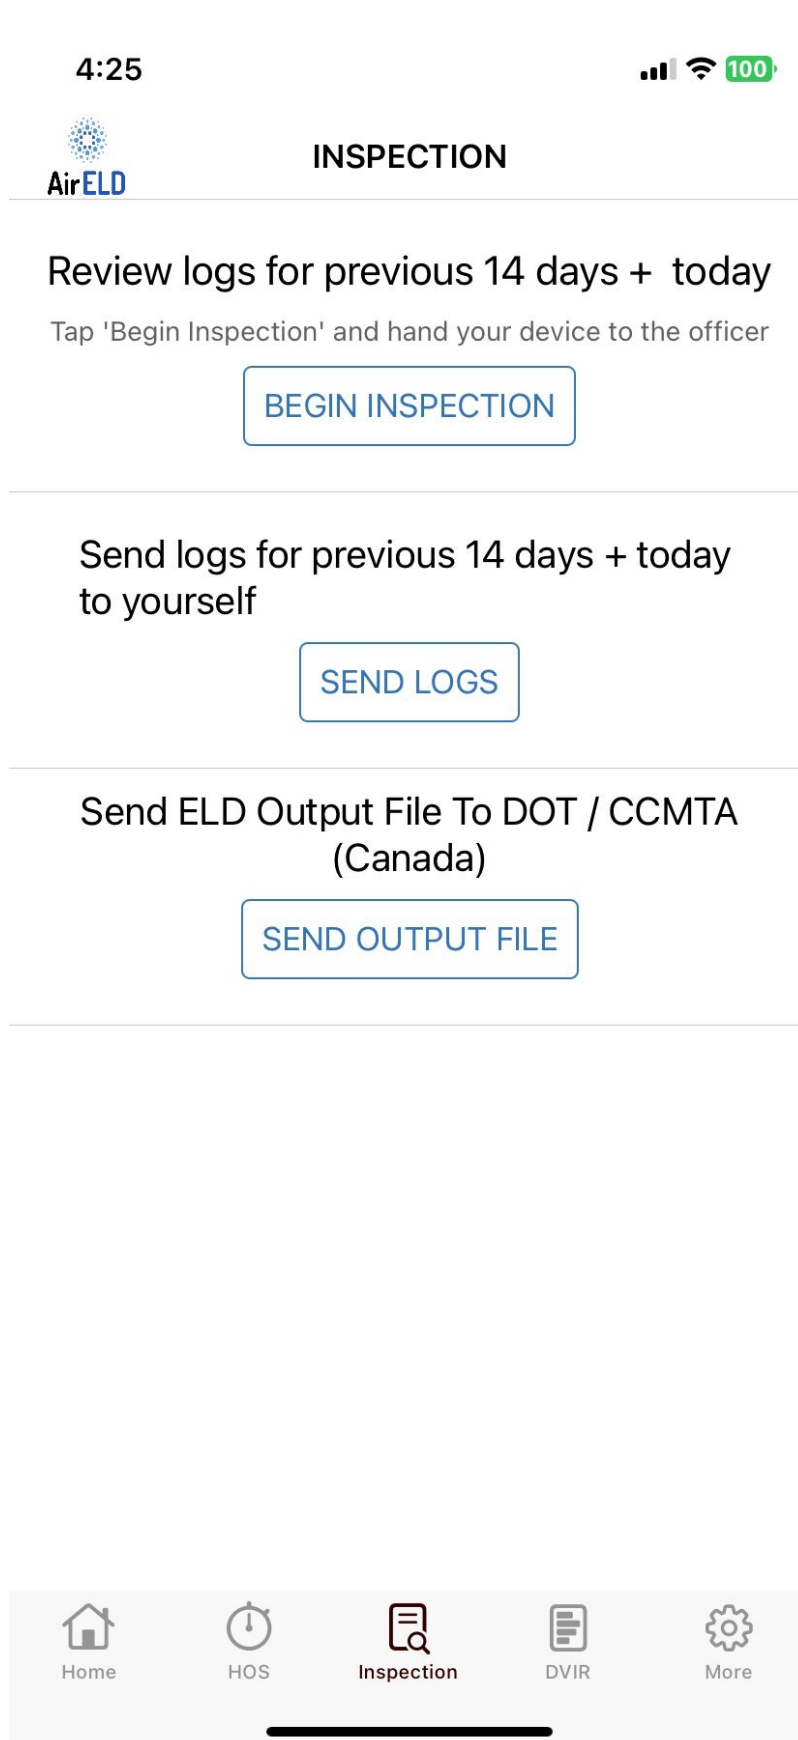 4:25
100
AirELD
INSPECTION
Review logs for previous 14 days + today
Tap 'Begin Inspection' and hand your device to the officer
BEGIN INSPECTION
Send logs for previous 14 days + today
to yourself
SEND LOGS
Send ELD Output File To DOT / CCMTA
(Canada)
SEND OUTPUT FILE
Home HOS Inspection DVIR More